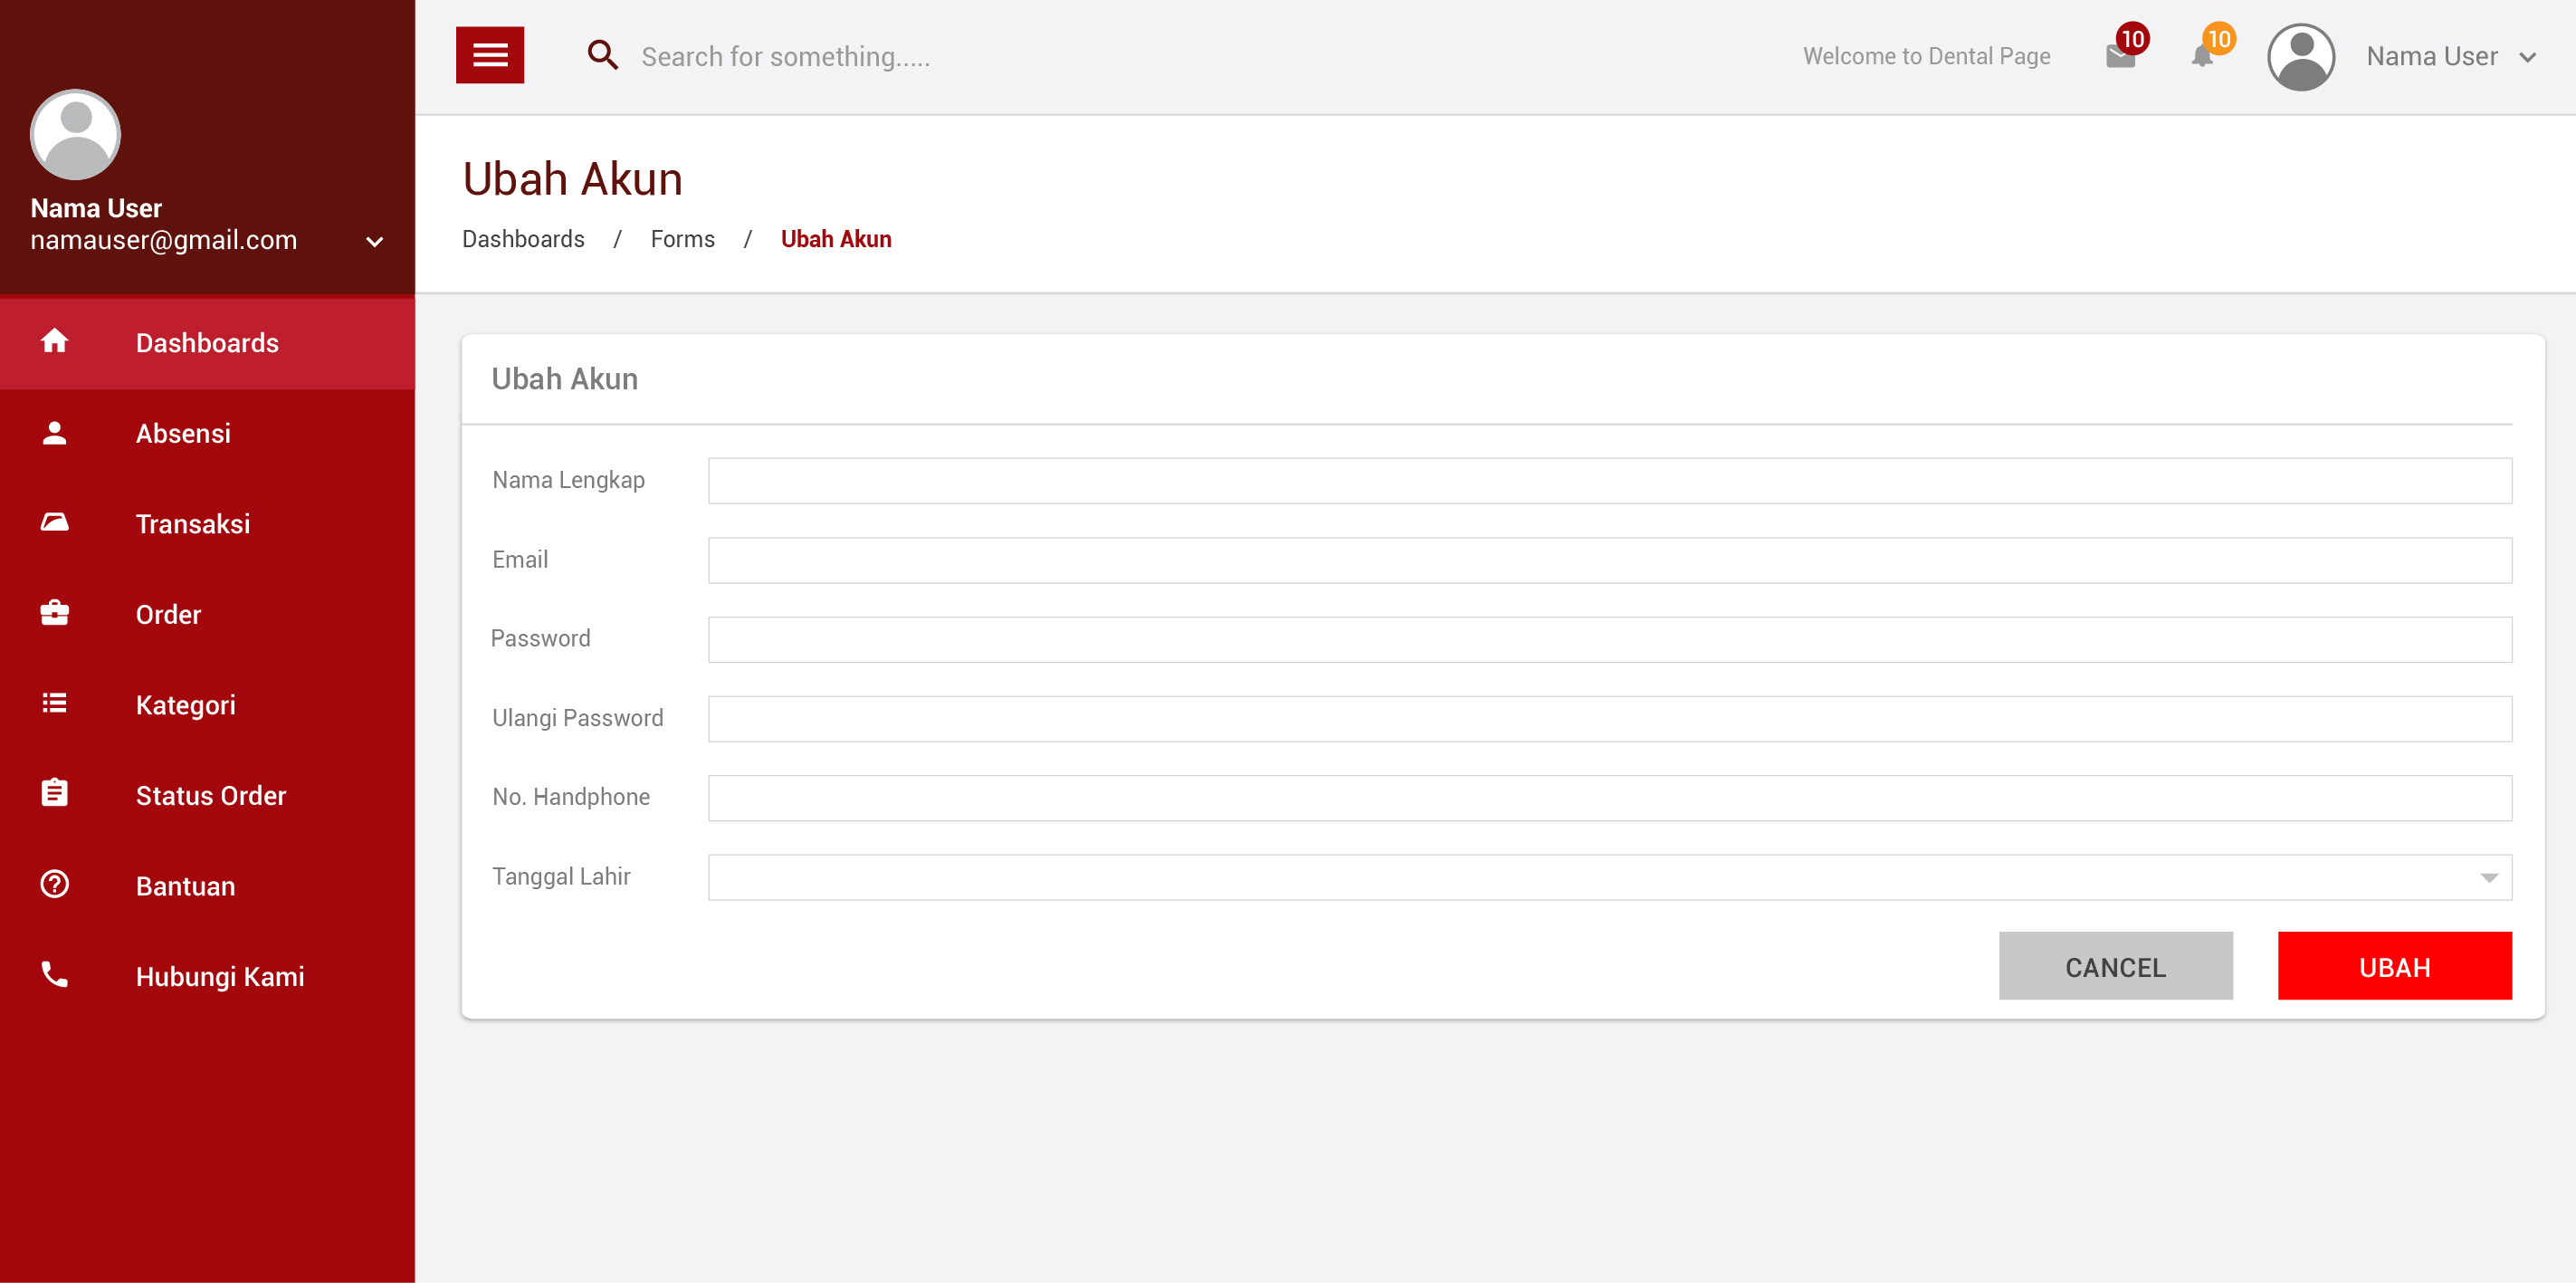 Search for something.....
Welcome to Dental Page
10
10
Nama User
Nama User
namauser@gmail.com
Dashboards
Absensi
Transaksi
Order
Kategori
Status Order
Bantuan
Hubungi Kami
Ubah Akun
Dashboards / Forms / Ubah Akun
Ubah Akun
Nama Lengkap
Email
Password
Ulangi Password
No. Handphone
Tanggal Lahir
CANCEL
UBAH